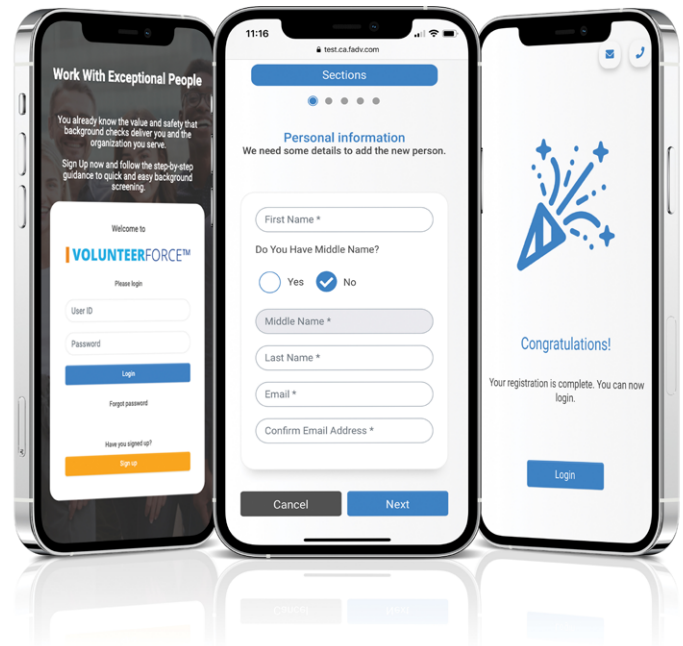 Work With Exceptional People
You already know the value and safety that
background checks deliver you and the
organization you serve.
Sign Up now and follow the step-by-step
guidance to quick and easy background
screening.
Welcome to
VOLUNTEERFORCE™
Please login
User ID
Password
Login
Forgot password
Have you signed up?
Sign up
11:16
test.ca.fadv.com
Sections
Personal information
We need some details to add the new person.
First Name *
Do You Have Middle Name?
Yes No
Middle Name *
Last Name *
Email *
Confirm Email Address *
Cancel Next
Congratulations!
Your registration is complete. You can now
login.
Login